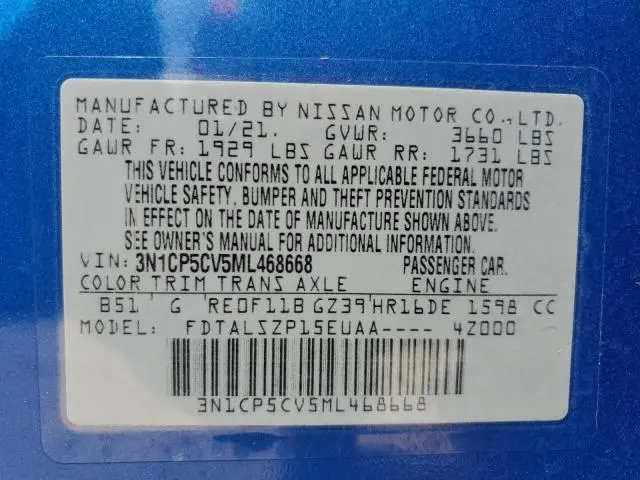 MANUFACTURED BY NISSAN MOTOR CO.,LTD.
DATE: 01/21. GVWR: 3660 LBS
GAWR FR: 1929 LBS GAWR RR: 1731 LBS
THIS VEHICLE CONFORMS TO ALL APPLICABLE FEDERAL MOTOR
VEHICLE SAFETY, BUMPER AND THEFT PREVENTION STANDARDS
IN EFFECT ON THE DATE OF MANUFACTURE SHOWN ABOVE.
SEE OWNER'S MANUAL FOR ADDITIONAL INFORMATION.
VIN: 3N1CP5CV5ML468668 PASSENGER CAR.
COLOR TRIM TRANS AXLE ENGINE
B51 G RE0F11B GZ39 HR16DE 1598 CC
MODEL: FDTALSZP15EUAA---- 4Z000
3N1CP5CV5ML468668